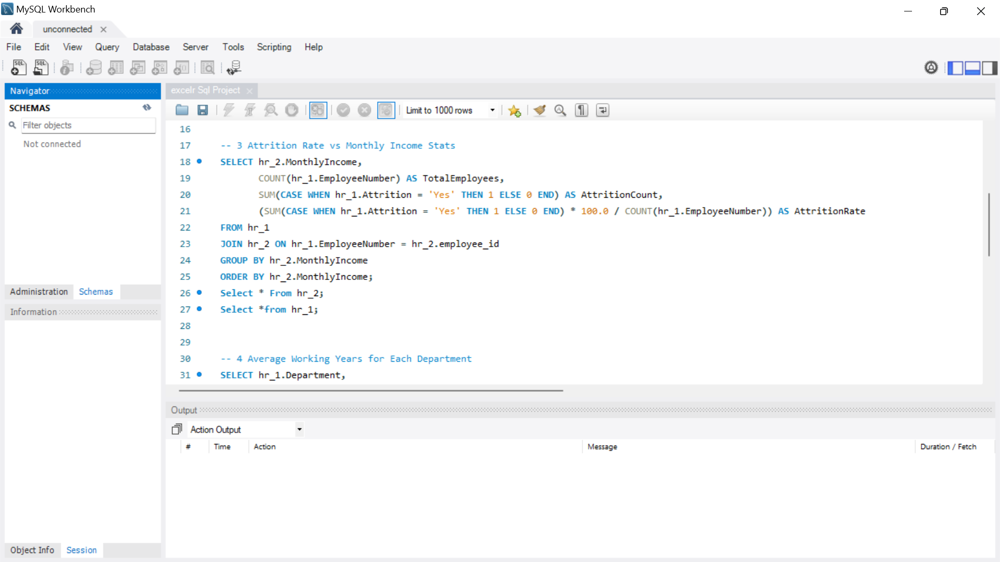 MySQL Workbench
unconnected
File Edit View Query Database Server Tools Scripting Help
SQL SQL
Navigator
SCHEMAS
Filter objects
Not connected
Administration Schemas
Information
Object Info Session
excelr Sql Project
Limit to 1000 rows
16
17 -- 3 Attrition Rate vs Monthly Income Stats
18 SELECT hr_2.MonthlyIncome,
19 COUNT(hr_1.EmployeeNumber) AS TotalEmployees,
20 SUM(CASE WHEN hr_1.Attrition = 'Yes' THEN 1 ELSE 0 END) AS AttritionCount,
21 (SUM(CASE WHEN hr_1.Attrition = 'Yes' THEN 1 ELSE 0 END) * 100.0 / COUNT(hr_1.EmployeeNumber)) AS AttritionRate
22 FROM hr_1
23 JOIN hr_2 ON hr_1.EmployeeNumber = hr_2.employee_id
24 GROUP BY hr_2.MonthlyIncome
25 ORDER BY hr_2.MonthlyIncome;
26 Select * From hr_2;
27 Select *from hr_1;
28
29
30 -- 4 Average Working Years for Each Department
31 SELECT hr_1.Department,
Output
Action Output
# Time Action Message Duration / Fetch